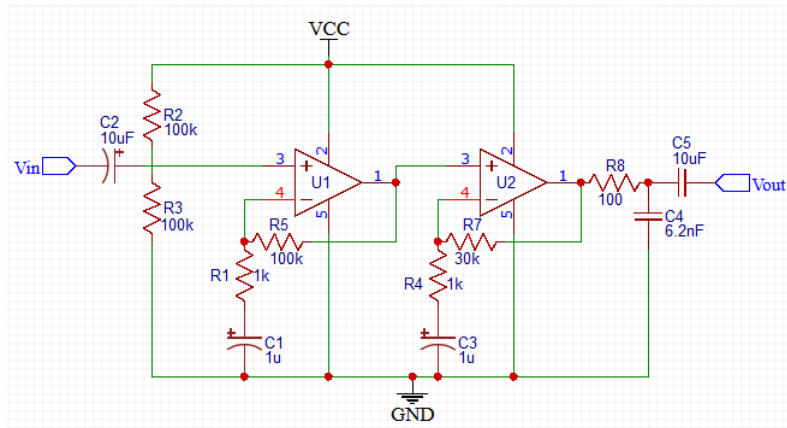 VCC
R2
100k
C2
10uF
+
Vin
R3
100k
3
+
2
U1
1
4
−
5
R5
100k
R1 1k
+
C1
1u
3
+
2
U2
1
4
−
5
R7
30k
R4 1k
+
C3
1u
R8
100
C5
10uF
Vout
C4
6.2nF
GND